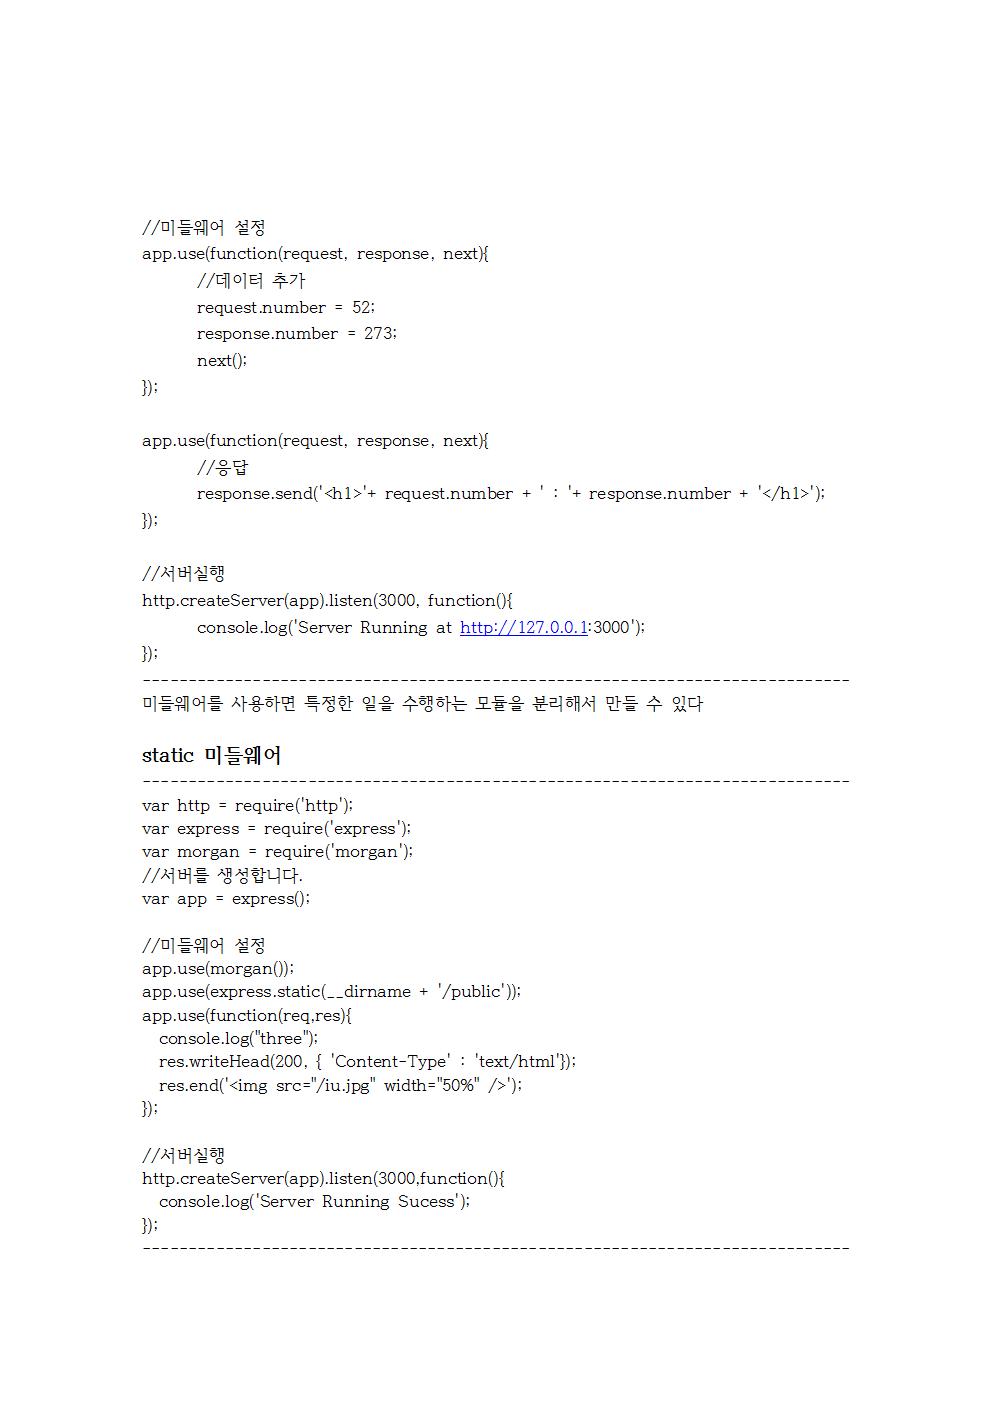 //미들웨어 설정
app.use(function(request, response, next){
//데이터 추가
request.number = 52;
response.number = 273;
next();
});
app.use(function(request, response, next){
//응답
response.send('<h1>'+ request.number + ' : '+ response.number + '</h1>');
});
//서버실행
http.createServer(app).listen(3000, function(){
console.log('Server Running at http://127.0.0.1:3000');
});
-----------------------------------------------------------------------------
미들웨어를 사용하면 특정한 일을 수행하는 모듈을 분리해서 만들 수 있다
static 미들웨어
-----------------------------------------------------------------------------
var http = require('http');
var express = require('express');
var morgan = require('morgan');
//서버를 생성합니다.
var app = express();
//미들웨어 설정
app.use(morgan());
app.use(express.static(__dirname + '/public'));
app.use(function(req,res){
console.log("three");
res.writeHead(200, { 'Content-Type' : 'text/html'});
res.end('<img src="/iu.jpg" width="50%" />');
});
//서버실행
http.createServer(app).listen(3000,function(){
console.log('Server Running Sucess');
});
-----------------------------------------------------------------------------